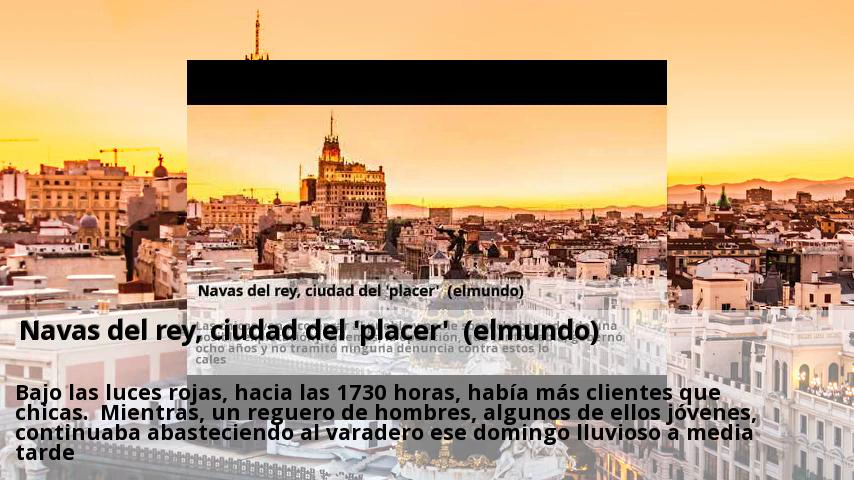 Navas del rey, ciudad del 'placer' (elmundo)
Navas del rey, ciudad del 'placer' (elmundo)
ocho años y no tramitó ninguna denuncia contra estos lo
cales
Bajo las luces rojas, hacia las 1730 horas, había más clientes que
chicas. Mientras, un reguero de hombres, algunos de ellos jóvenes,
continuaba abasteciendo al varadero ese domingo lluvioso a media
tarde